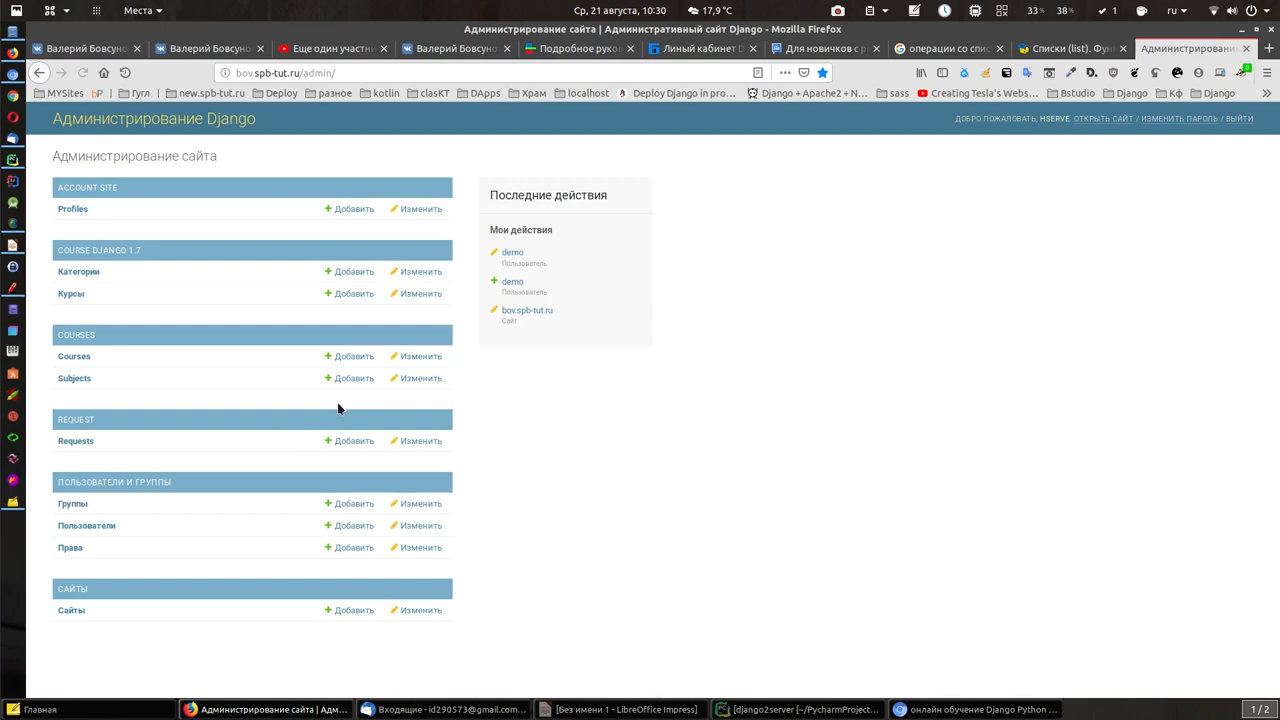 Места
Ср, 21 августа, 10:30
17,9°C
33%
38%
1
ru
Администрирование сайта | Административный сайт Django - Mozilla Firefox
Валерий Бовсуно
Валерий Бовсуно
Еще один участни
Валерий Бовсуно
Подробное руко
Линый кабинет D
Для новичков с р
операции со спис
Списки (list). Фун
Администрировани
bov.spb-tut.ru/admin/
0
MYSites
Гугл
new.spb-tut.ru
Deploy
разное
kotlin
clasKT
DApps
Храм
localhost
Deploy Django in pro...
Django + Apache2 + N...
sass
Creating Tesla's Webs...
Bstudio
Django
Кф
Django
Администрирование Django
ДОБРО ПОЖАЛОВАТЬ, HSERVE. ОТКРЫТЬ САЙТ / ИЗМЕНИТЬ ПАРОЛЬ / ВЫЙТИ
Администрирование сайта
ACCOUNT SITE
Profiles Добавить Изменить
COURSE DJANGO 1.7
Категории Добавить Изменить
Курсы Добавить Изменить
COURSES
Courses Добавить Изменить
Subjects Добавить Изменить
REQUEST
Requests Добавить Изменить
ПОЛЬЗОВАТЕЛИ И ГРУППЫ
Группы Добавить Изменить
Пользователи Добавить Изменить
Права Добавить Изменить
САЙТЫ
Сайты Добавить Изменить
Последние действия
Мои действия
demo
Пользователь
demo
Пользователь
bov.spb-tut.ru
Сайт
Главная
Администрирование сайта | Адм...
Входящие - id290573@gmail.com...
[Без имени 1 - LibreOffice Impress]
[django2server [~/PycharmProject...
онлайн обучение Django Python ...
1 / 2